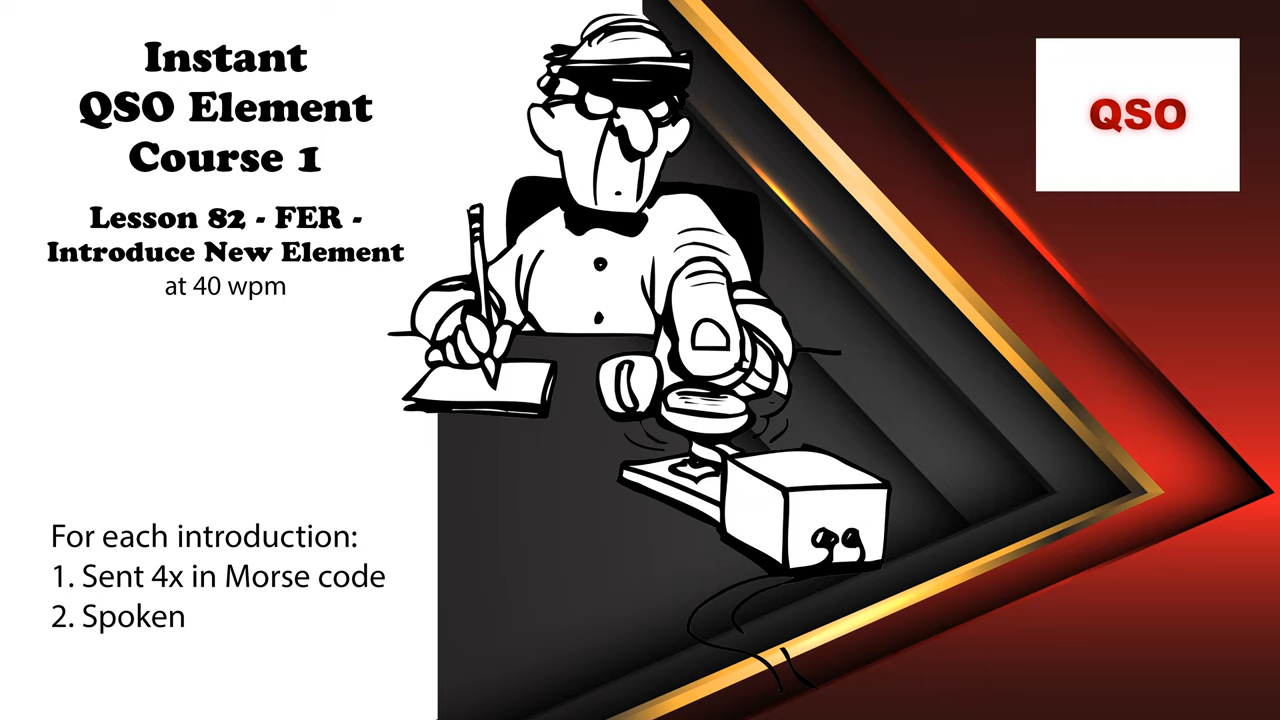 Instant
QSO Element
Course 1
Lesson 82 - FER -
Introduce New Element
at 40 wpm
QSO
For each introduction:
1. Sent 4x in Morse code
2. Spoken